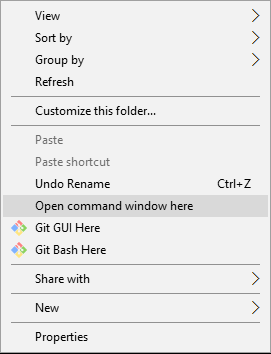 View
Sort by
Group by
Refresh
Customize this folder...
Paste
Paste shortcut
Undo Rename Ctrl+Z
Open command window here
Git GUI Here
Git Bash Here
Share with
New
Properties